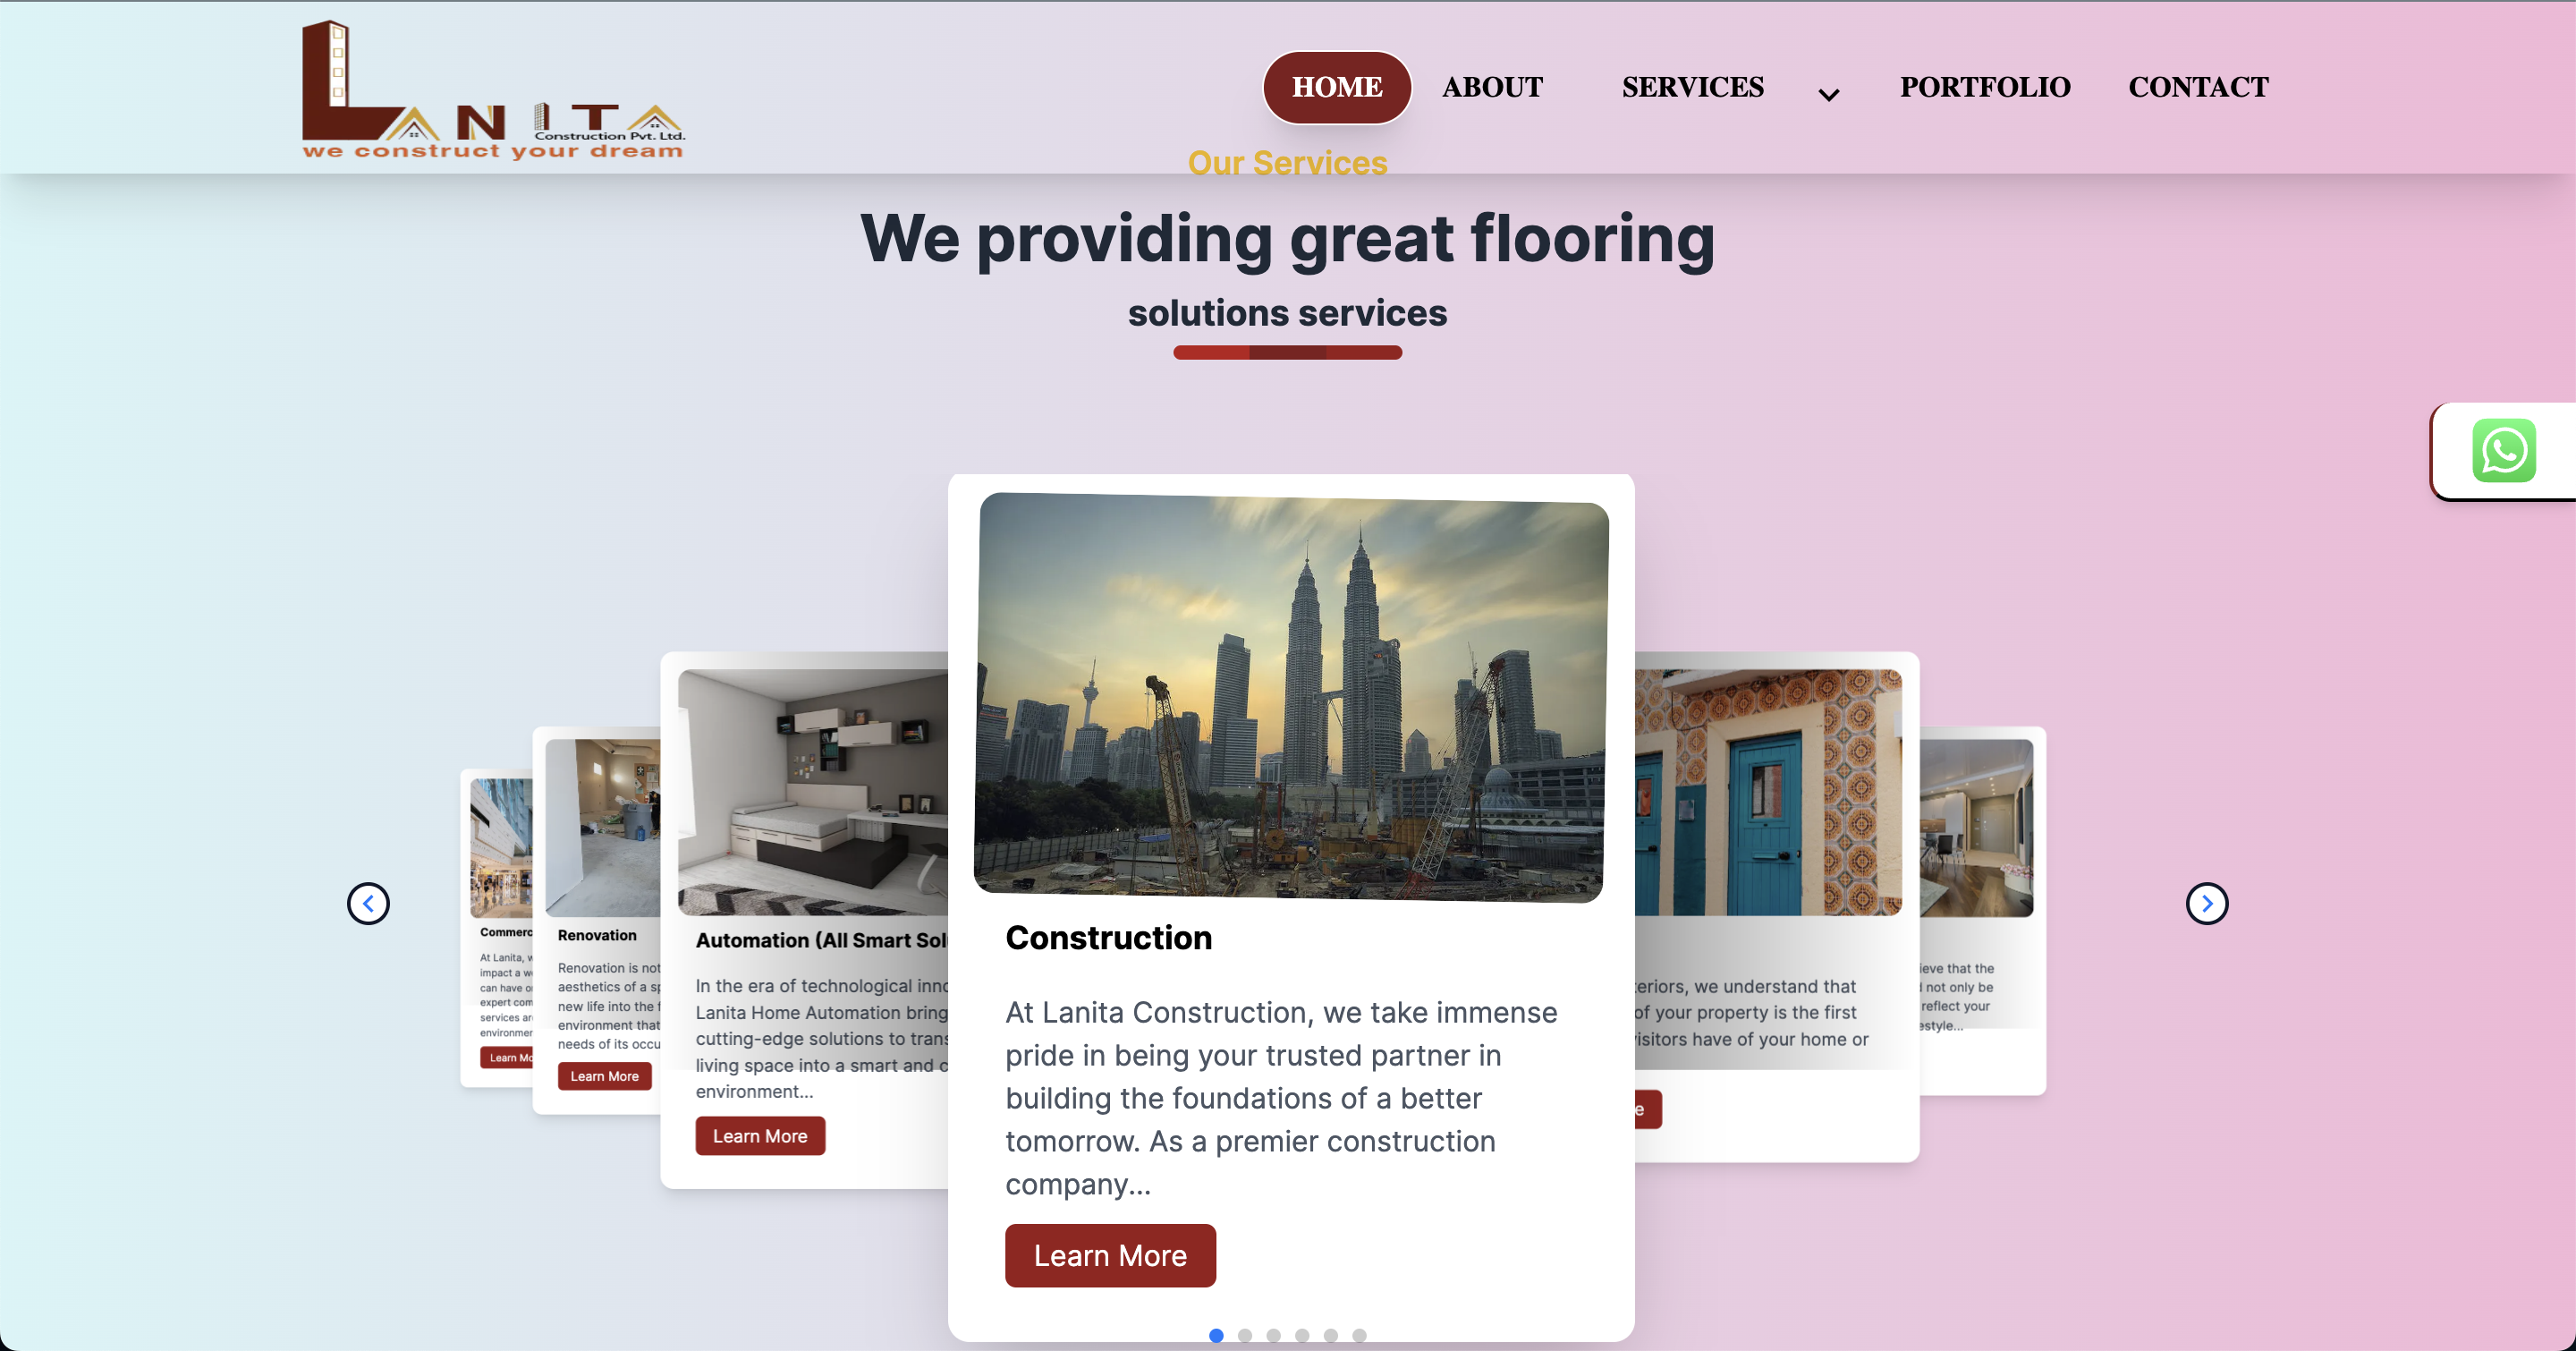 LANITA
Construction Pvt. Ltd.
we construct your dream
HOME
ABOUT
SERVICES
PORTFOLIO
CONTACT
Our Services
We providing great flooring
solutions services
Commerc
At Lanita, w
impact a w
can have o
expert com
services ar
environmer
Learn Mo
Renovation
Renovation is not
aesthetics of a sp
new life into the f
environment that
needs of its occu
Learn More
Automation (All Smart Sol
In the era of technological inno
Lanita Home Automation bring
cutting-edge solutions to trans
living space into a smart and c
environment...
Learn More
Construction
At Lanita Construction, we take immense
pride in being your trusted partner in
building the foundations of a better
tomorrow. As a premier construction
company...
Learn More
teriors, we understand that
of your property is the first
visitors have of your home or
e
ieve that the
d not only be
reflect your
estyle...